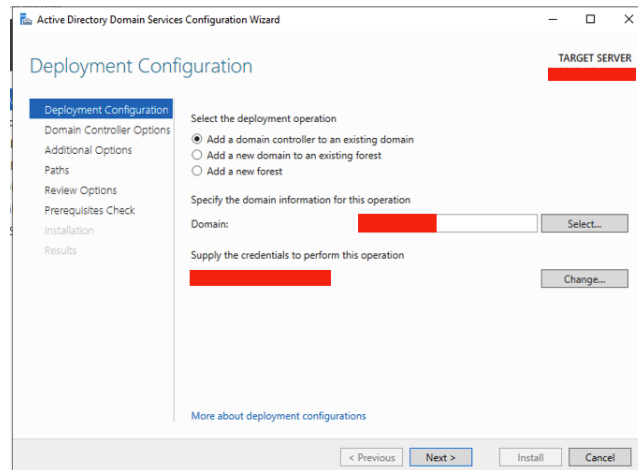 Active Directory Domain Services Configuration Wizard
Deployment Configuration
TARGET SERVER
Deployment Configuration
Domain Controller Options
Additional Options
Paths
Review Options
Prerequisites Check
Installation
Results
Select the deployment operation
Add a domain controller to an existing domain
Add a new domain to an existing forest
Add a new forest
Specify the domain information for this operation
Domain:
Select...
Supply the credentials to perform this operation
Change...
More about deployment configurations
< Previous
Next >
Install
Cancel